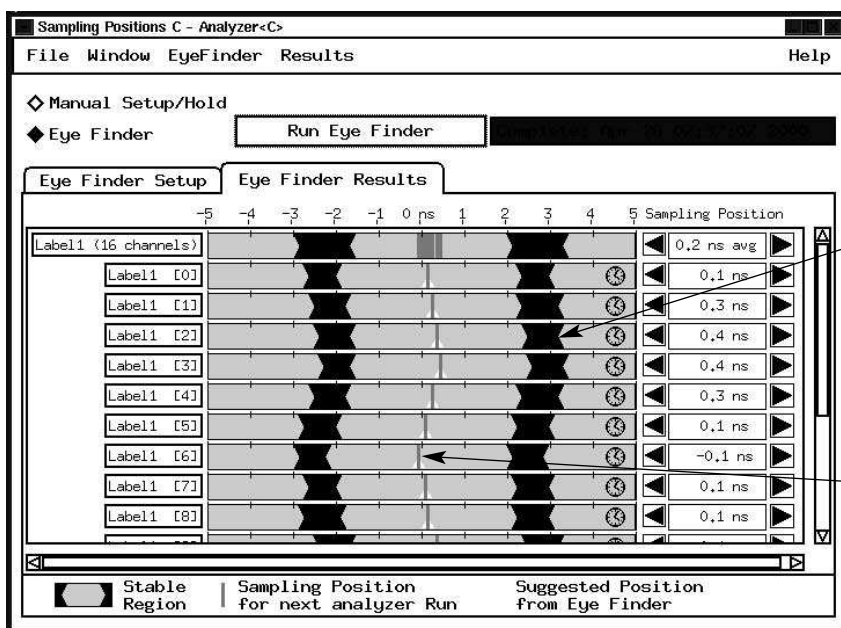 Sampling Positions C - Analyzer<C>
File Window EyeFinder Results Help
Manual Setup/Hold
Eye Finder
Run Eye Finder
Eye Finder Setup
Eye Finder Results
-5 -4 -3 -2 -1 0 ns 1 2 3 4 5 Sampling Position
Label1 (16 channels) 0.2 ns avg
Label1 [0] 0.1 ns
Label1 [1] 0.3 ns
Label1 [2] 0.4 ns
Label1 [3] 0.4 ns
Label1 [4] 0.3 ns
Label1 [5] 0.1 ns
Label1 [6] -0.1 ns
Label1 [7] 0.1 ns
Label1 [8] 0.1 ns
Stable Region
Sampling Position for next analyzer Run
Suggested Position from Eye Finder